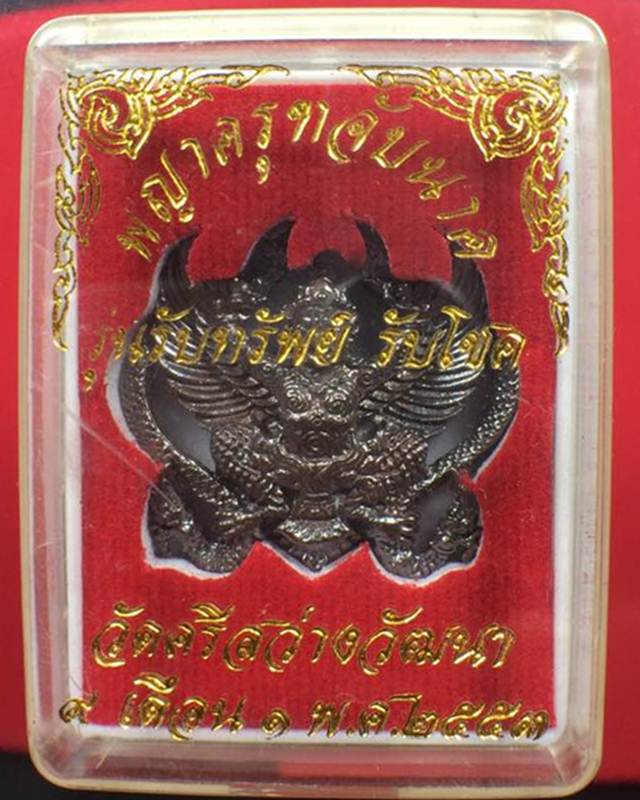 พญาครุฑจับนาค
รุ่นรับทรัพย์ รับโชค
วัดศรีสว่างวัฒนา
๙ เดือน ๑ พ.ศ.๒๕๕๓